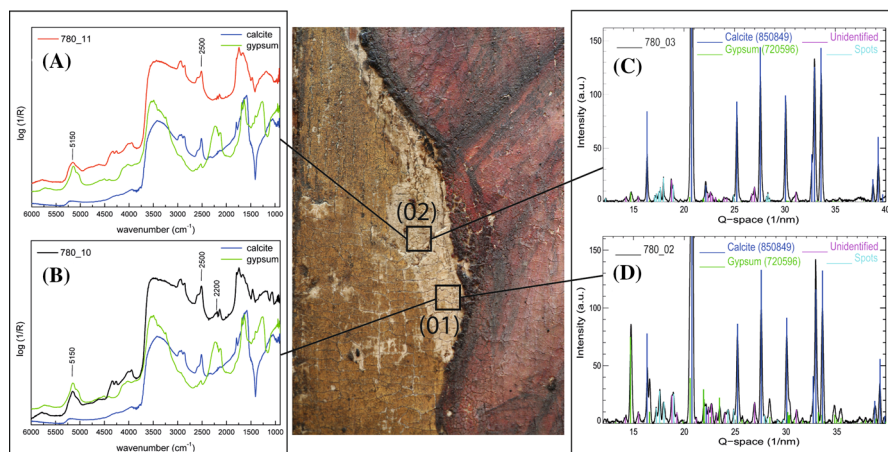 780_11
calcite
gypsum
(A)
2500
5150
log (1/R)
6000 5500 5000 4500 4000 3500 3000 2500 2000 1500 1000
wavenumber (cm-1)
780_10
calcite
gypsum
(B)
2500
2200
5150
log (1/R)
6000 5500 5000 4500 4000 3500 3000 2500 2000 1500 1000
wavenumber (cm-1)
(02)
(01)
780_03
Calcite (850849)
Unidentified
Gypsum (720596)
Spots
(C)
150
100
50
0
Intensity (a.u.)
15 20 25 30 35 40
Q-space (1/nm)
780_02
Calcite (850849)
Unidentified
Gypsum (720596)
Spots
(D)
150
100
50
0
Intensity (a.u.)
15 20 25 30 35
Q-space (1/nm)